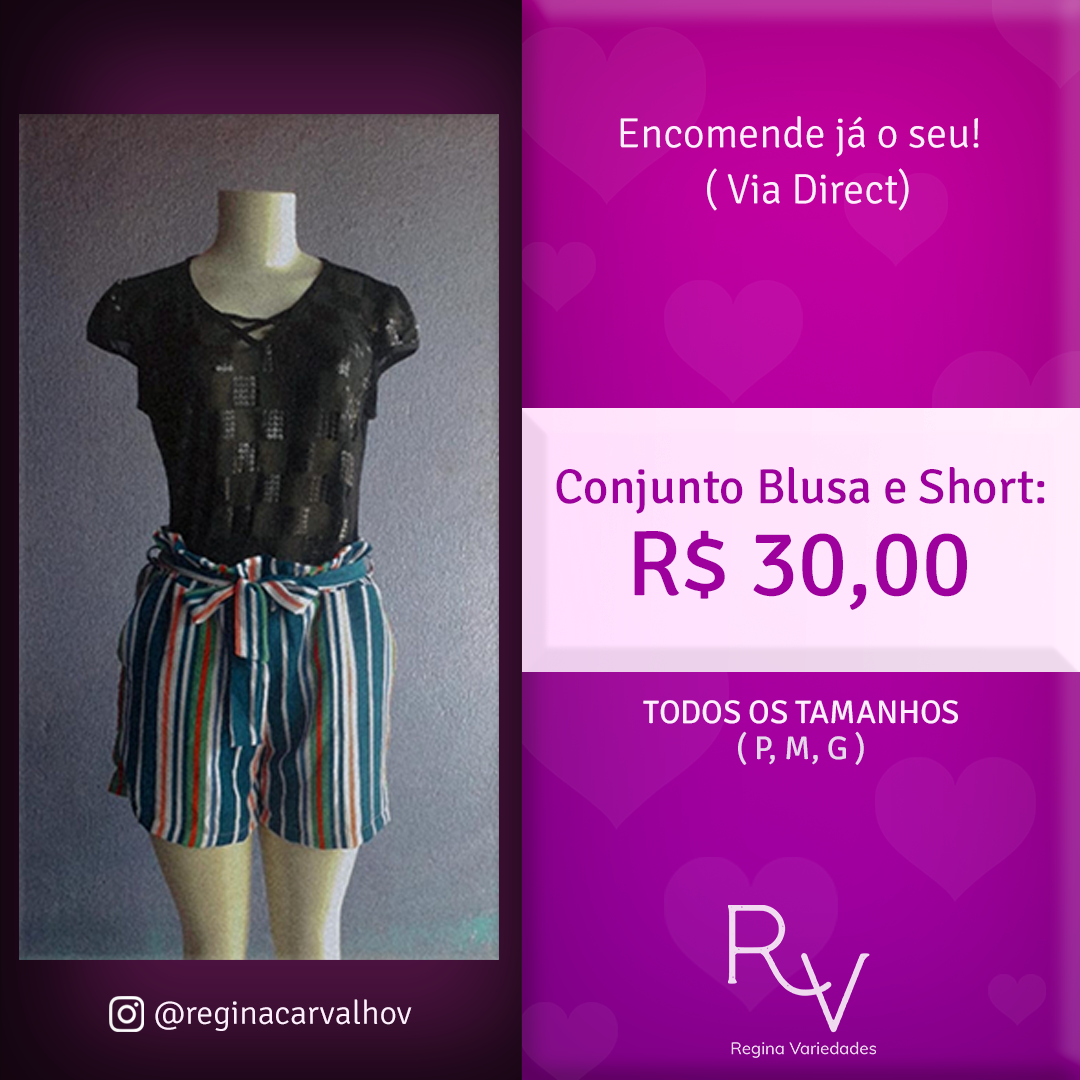 Encomende já o seu!
( Via Direct)
Conjunto Blusa e Short:
R$ 30,00
TODOS OS TAMANHOS
( P, M, G )
RV
Regina Variedades
@reginacarvalhov